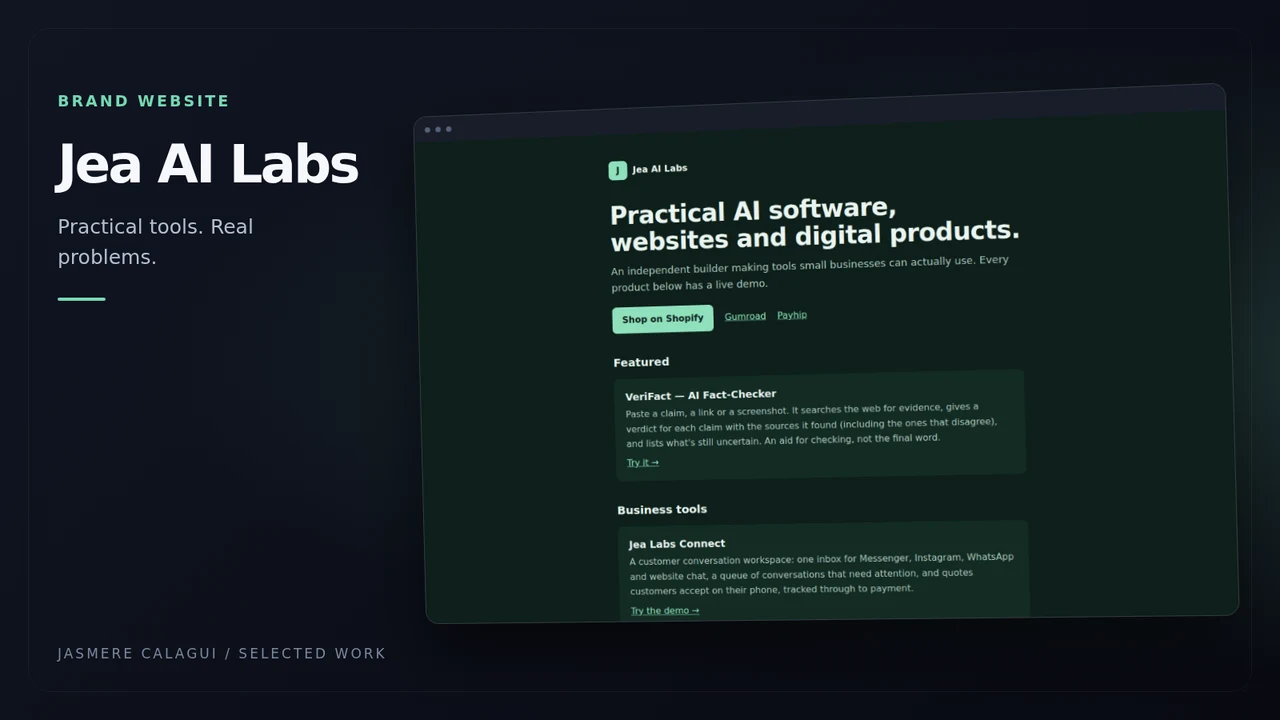 BRAND WEBSITE
Jea AI Labs
Practical tools. Real
problems.
JASMERE CALAGUI / SELECTED WORK
J Jea AI Labs
Practical AI software,
websites and digital products.
An independent builder making tools small businesses can actually use. Every
product below has a live demo.
Shop on Shopify Gumroad Payhip
Featured
VeriFact — AI Fact-Checker
Paste a claim, a link or a screenshot. It searches the web for evidence, gives a
verdict for each claim with the sources it found (including the ones that disagree),
and lists what's still uncertain. An aid for checking, not the final word.
Try it →
Business tools
Jea Labs Connect
A customer conversation workspace: one inbox for Messenger, Instagram, WhatsApp
and website chat, a queue of conversations that need attention, and quotes
customers accept on their phone, tracked through to payment.
Try the demo →